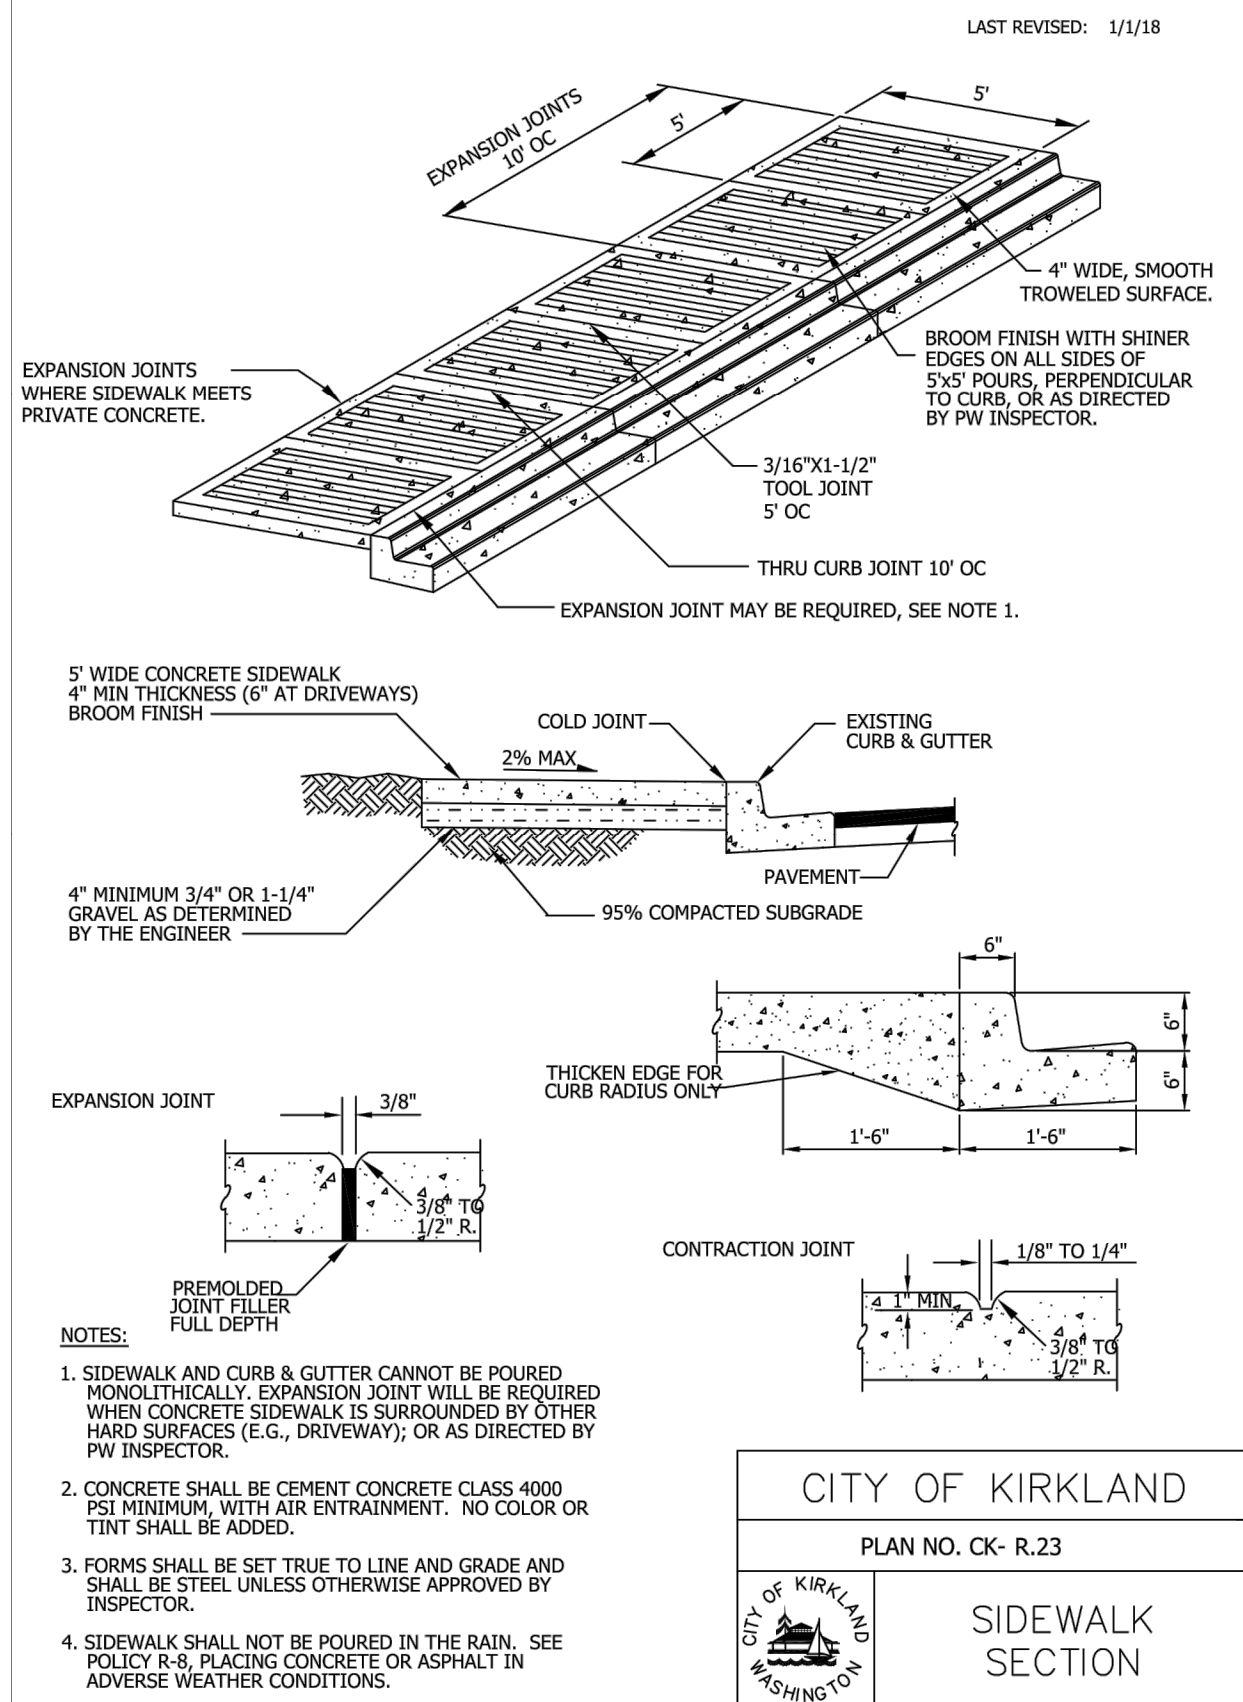 LAST REVISED: 1/1/18
EXPANSION JOINTS
10' OC
5'
5'
4" WIDE, SMOOTH
TROWELED SURFACE.
BROOM FINISH WITH SHINER
EDGES ON ALL SIDES OF
5'x5' POURS, PERPENDICULAR
TO CURB, OR AS DIRECTED
BY PW INSPECTOR.
EXPANSION JOINTS
WHERE SIDEWALK MEETS
PRIVATE CONCRETE.
3/16"X1-1/2"
TOOL JOINT
5' OC
THRU CURB JOINT 10' OC
EXPANSION JOINT MAY BE REQUIRED, SEE NOTE 1.
5' WIDE CONCRETE SIDEWALK
4" MIN THICKNESS (6" AT DRIVEWAYS)
BROOM FINISH
COLD JOINT
EXISTING
CURB & GUTTER
2% MAX
PAVEMENT
4" MINIMUM 3/4" OR 1-1/4"
GRAVEL AS DETERMINED
BY THE ENGINEER
95% COMPACTED SUBGRADE
6"
6"
6"
THICKEN EDGE FOR
CURB RADIUS ONLY
1'-6"
1'-6"
EXPANSION JOINT
3/8"
3/8" TO
1/2" R.
PREMOLDED
JOINT FILLER
FULL DEPTH
CONTRACTION JOINT
1/8" TO 1/4"
1" MIN
3/8" TO
1/2" R.
NOTES:
1. SIDEWALK AND CURB & GUTTER CANNOT BE POURED
MONOLITHICALLY. EXPANSION JOINT WILL BE REQUIRED
WHEN CONCRETE SIDEWALK IS SURROUNDED BY OTHER
HARD SURFACES (E.G., DRIVEWAY); OR AS DIRECTED BY
PW INSPECTOR.
2. CONCRETE SHALL BE CEMENT CONCRETE CLASS 4000
PSI MINIMUM, WITH AIR ENTRAINMENT. NO COLOR OR
TINT SHALL BE ADDED.
3. FORMS SHALL BE SET TRUE TO LINE AND GRADE AND
SHALL BE STEEL UNLESS OTHERWISE APPROVED BY
INSPECTOR.
4. SIDEWALK SHALL NOT BE POURED IN THE RAIN. SEE
POLICY R-8, PLACING CONCRETE OR ASPHALT IN
ADVERSE WEATHER CONDITIONS.
CITY OF KIRKLAND
PLAN NO. CK- R.23
CITY OF KIRKLAND
WASHINGTON
SIDEWALK
SECTION